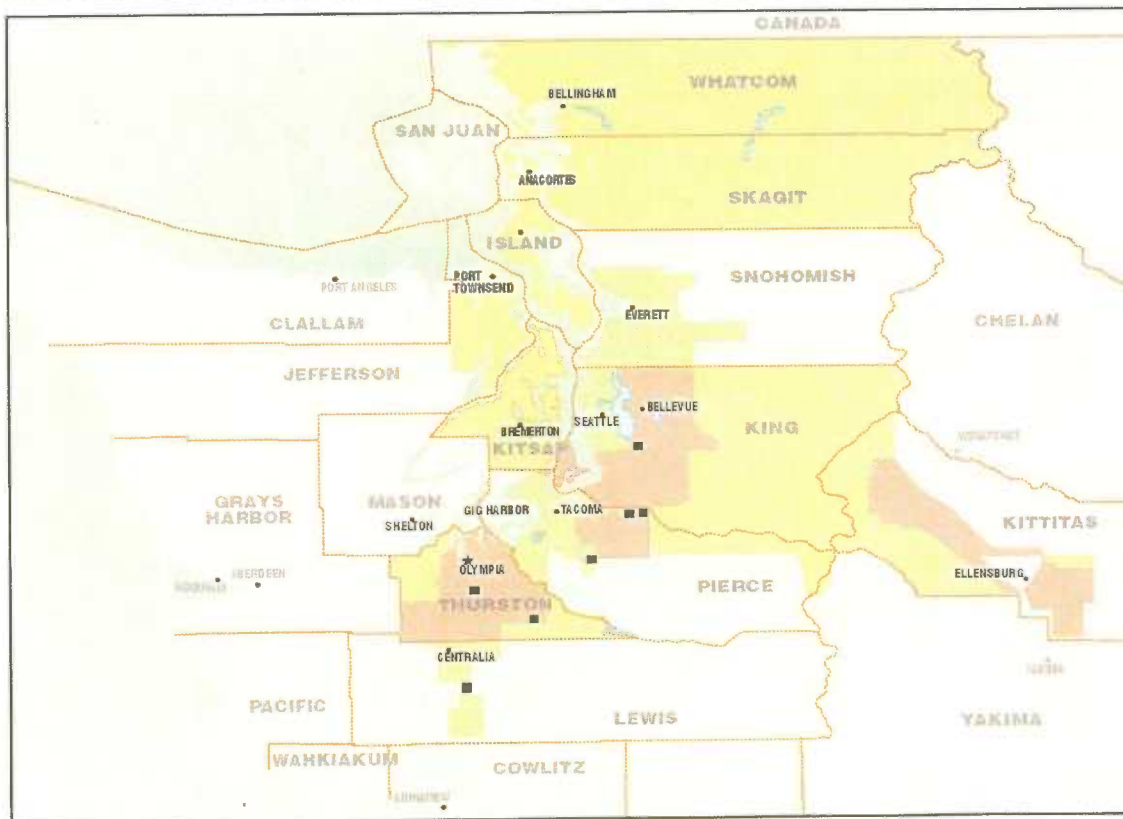 CANADA
WHATCOM
BELLINGHAM
SAN JUAN
ANACORTES
SKAGIT
ISLAND
PORT
TOWNSEND
SNOHOMISH
PORT ANGELES
EVERETT
CLALLAM
CHELAN
JEFFERSON
BELLEVUE
SEATTLE
KING
BREMERTON
KITSAP
MASON
GRAYS
HARBOR
GIG HARBOR
TACOMA
SHELTON
KITTITAS
OLYMPIA
ABERDEEN
ELLENSBURG
PIERCE
THURSTON
CENTRALIA
PACIFIC
LEWIS
YAKIMA
WAHKIAKUM
COWLITZ